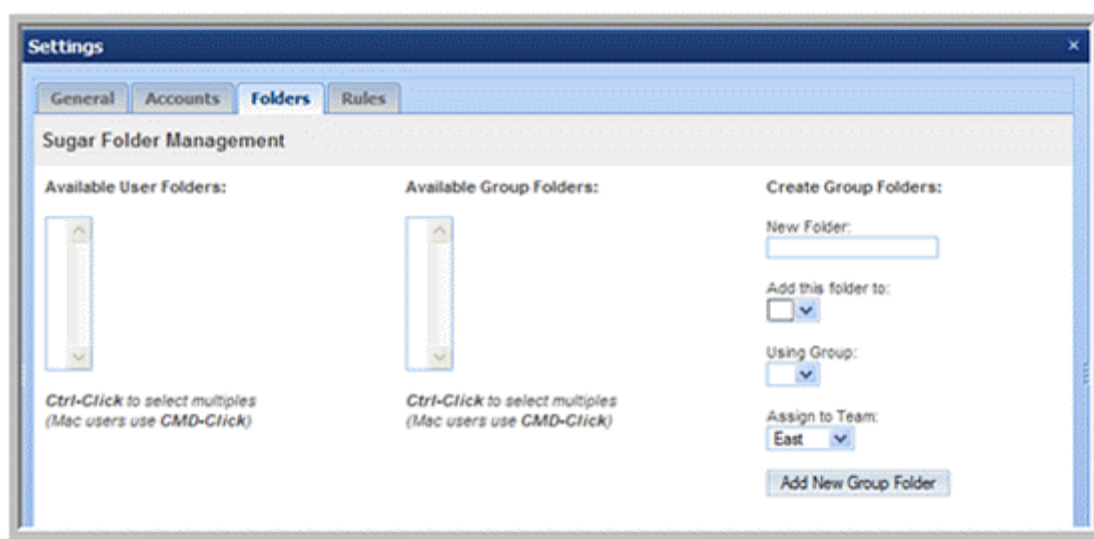 Settings
General Accounts Folders Rules
Sugar Folder Management
Available User Folders:
Ctrl-Click to select multiples
(Mac users use CMD-Click)
Available Group Folders:
Ctrl-Click to select multiples
(Mac users use CMD-Click)
Create Group Folders:
New Folder:
Add this folder to:
Using Group:
Assign to Team:
East
Add New Group Folder